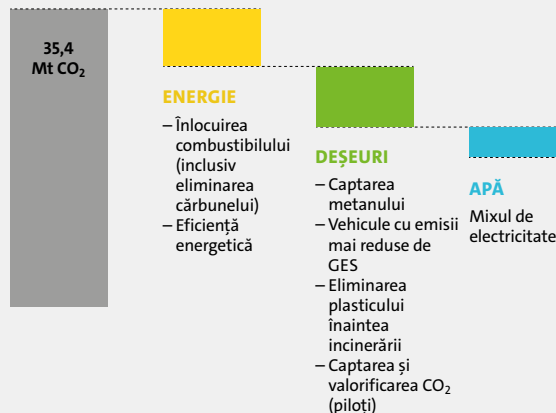 35,4
Mt CO₂
ENERGIE
– Înlocuirea
combustibilului
(inclusiv
eliminarea
cărbunelui)
– Eficiență
energetică
DEȘEURI
– Captarea
metanului
– Vehicule cu emisii
mai reduse de
GES
– Eliminarea
plasticului
înaintea
incinerării
– Captarea și
valorificarea CO₂
(piloți)
APĂ
Mixul de
electricitate